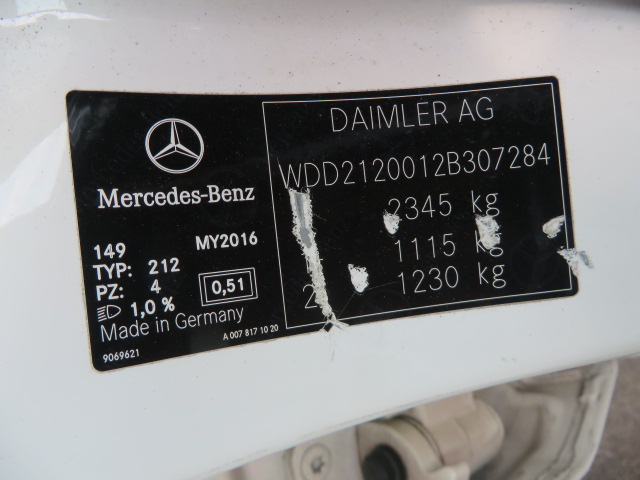 DAIMLER AG
WDD2120012B307284
2345 kg
1115 kg
2 1230 kg
Mercedes-Benz
149 MY2016
TYP: 212
PZ: 4
0,51
1,0 %
Made in Germany
9069621
A 007 817 10 20